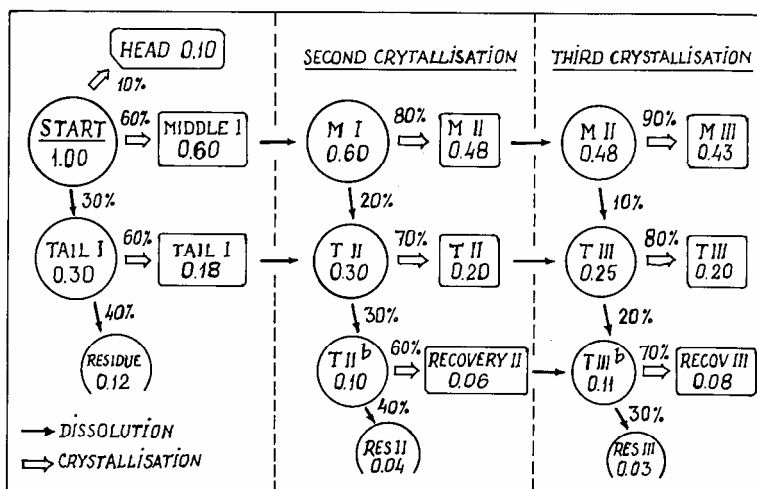 HEAD 0.10
10%
START
1.00
60%
MIDDLE I
0.60
30%
TAIL I
0.30
60%
TAIL I
0.18
40%
RESIDUE
0.12
→ DISSOLUTION
⇨ CRYSTALLISATION
SECOND CRYTALLISATION
M I
0.60
80%
M II
0.48
20%
T II
0.30
70%
T II
0.20
30%
T II b
0.10
60%
RECOVERY II
0.06
40%
RES II
0.04
THIRD CRYSTALLISATION
M II
0.48
90%
M III
0.43
10%
T III
0.25
80%
T III
0.20
20%
T III b
0.11
70%
RECOV III
0.08
30%
RES III
0.03